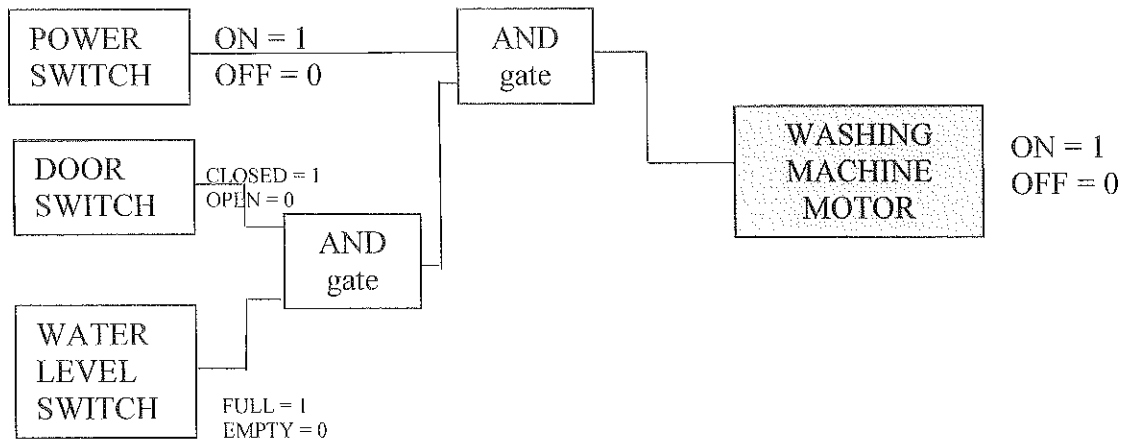 POWER
SWITCH
ON = 1
OFF = 0
AND
gate
WASHING
MACHINE
MOTOR
ON = 1
OFF = 0
DOOR
SWITCH
CLOSED = 1
OPEN = 0
AND
gate
WATER
LEVEL
SWITCH
FULL = 1
EMPTY = 0